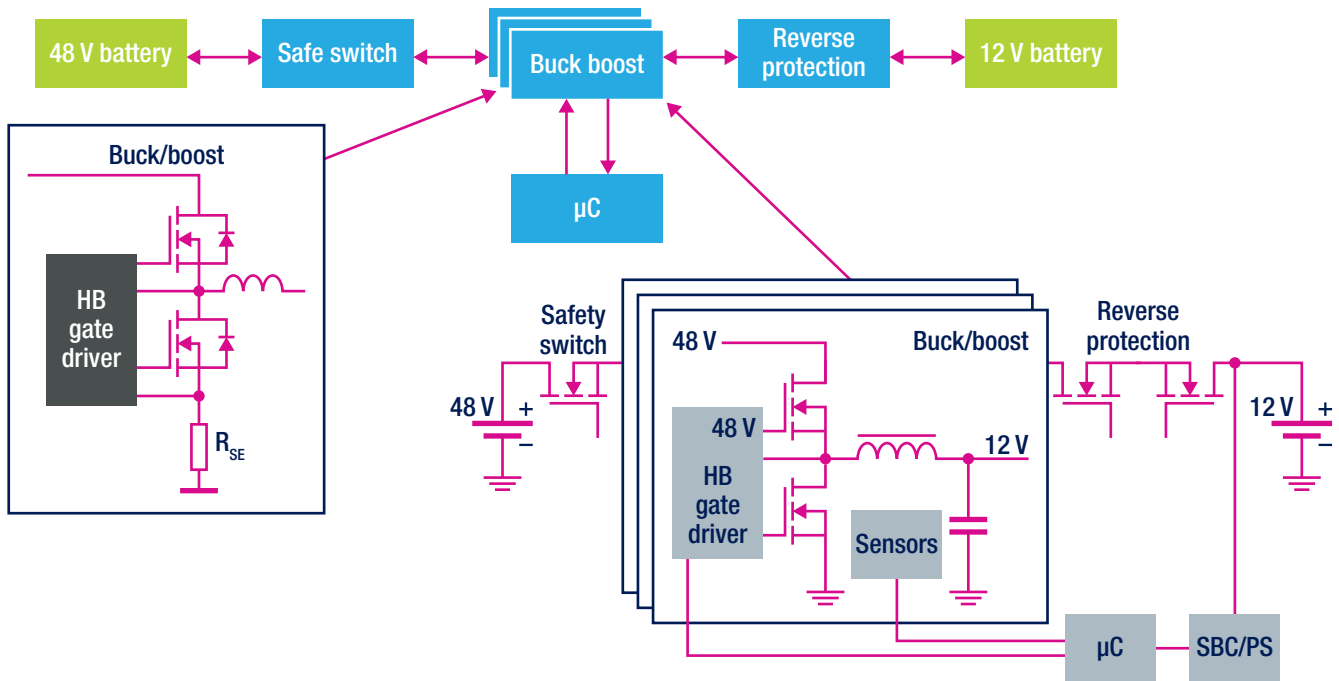 48 V battery
Safe switch
Buck boost
Reverse
protection
12 V battery
µC
Buck/boost
HB
gate
driver
RSE
Safety
switch
48 V
+
–
48 V
Buck/boost
48 V
HB
gate
driver
12 V
Sensors
Reverse
protection
12 V
+
–
µC
SBC/PS